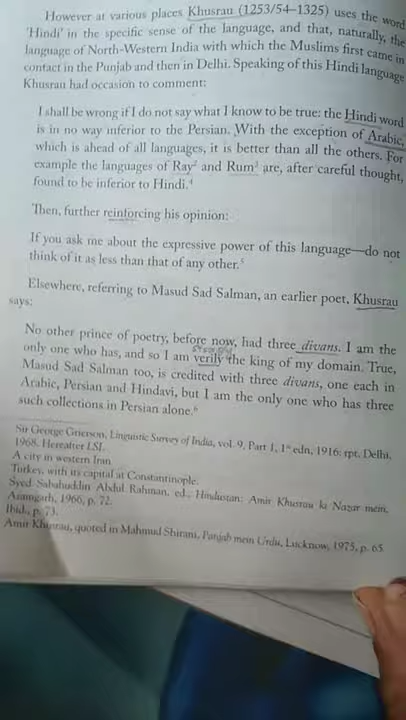 However at various places Khusrau (1253/54–1325) uses the word
'Hindi' in the specific sense of the language, and that, naturally, the
language of North-Western India with which the Muslims first came in
contact in the Punjab and then in Delhi. Speaking of this Hindi language
Khusrau had occasion to comment:
I shall be wrong if I do not say what I know to be true: the Hindi word
is in no way inferior to the Persian. With the exception of Arabic,
which is ahead of all languages, it is better than all the others. For
example the languages of Ray² and Rum³ are, after careful thought,
found to be inferior to Hindi.⁴
Then, further reinforcing his opinion:
If you ask me about the expressive power of this language—do not
think of it as less than that of any other.⁵
Elsewhere, referring to Masud Sad Salman, an earlier poet, Khusrau
says:
No other prince of poetry, before now, had three divans. I am the
only one who has, and so I am verily the king of my domain. True,
Masud Sad Salman too, is credited with three divans, one each in
Arabic, Persian and Hindavi, but I am the only one who has three
such collections in Persian alone.⁶
Sir George Grierson, Linguistic Survey of India, vol. 9, Part 1, 1st edn, 1916; rpt. Delhi,
1968. Hereafter LSI.
A city in western Iran.
Turkey, with its capital at Constantinople.
Syed Sabahuddin Abdul Rahman, ed., Hindustan: Amir Khusrau ki Nazar mein,
Azamgarh, 1966, p. 72.
Ibid., p. 73.
Amir Khusrau, quoted in Mahmud Shirani, Panjab mein Urdu, Lucknow, 1975, p. 65.